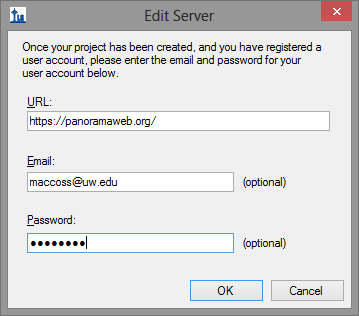 Edit Server
Once your project has been created, and you have registered a
user account, please enter the email and password for your
user account below.
URL:
https://panoramaweb.org/
Email:
maccoss@uw.edu (optional)
Password:
●●●●●●●● (optional)
OK Cancel